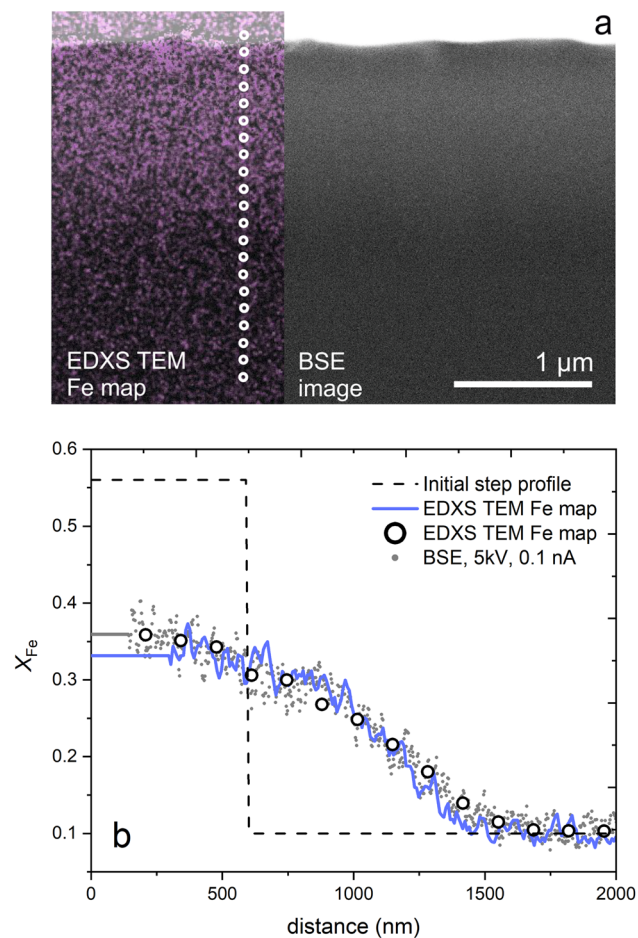 a
EDXS TEM
Fe map
BSE
image
1 μm
0.6
0.5
0.4
0.3
0.2
0.1
X_Fe
Initial step profile
EDXS TEM Fe map
EDXS TEM Fe map
BSE, 5kV, 0.1 nA
b
0 500 1000 1500 2000
distance (nm)